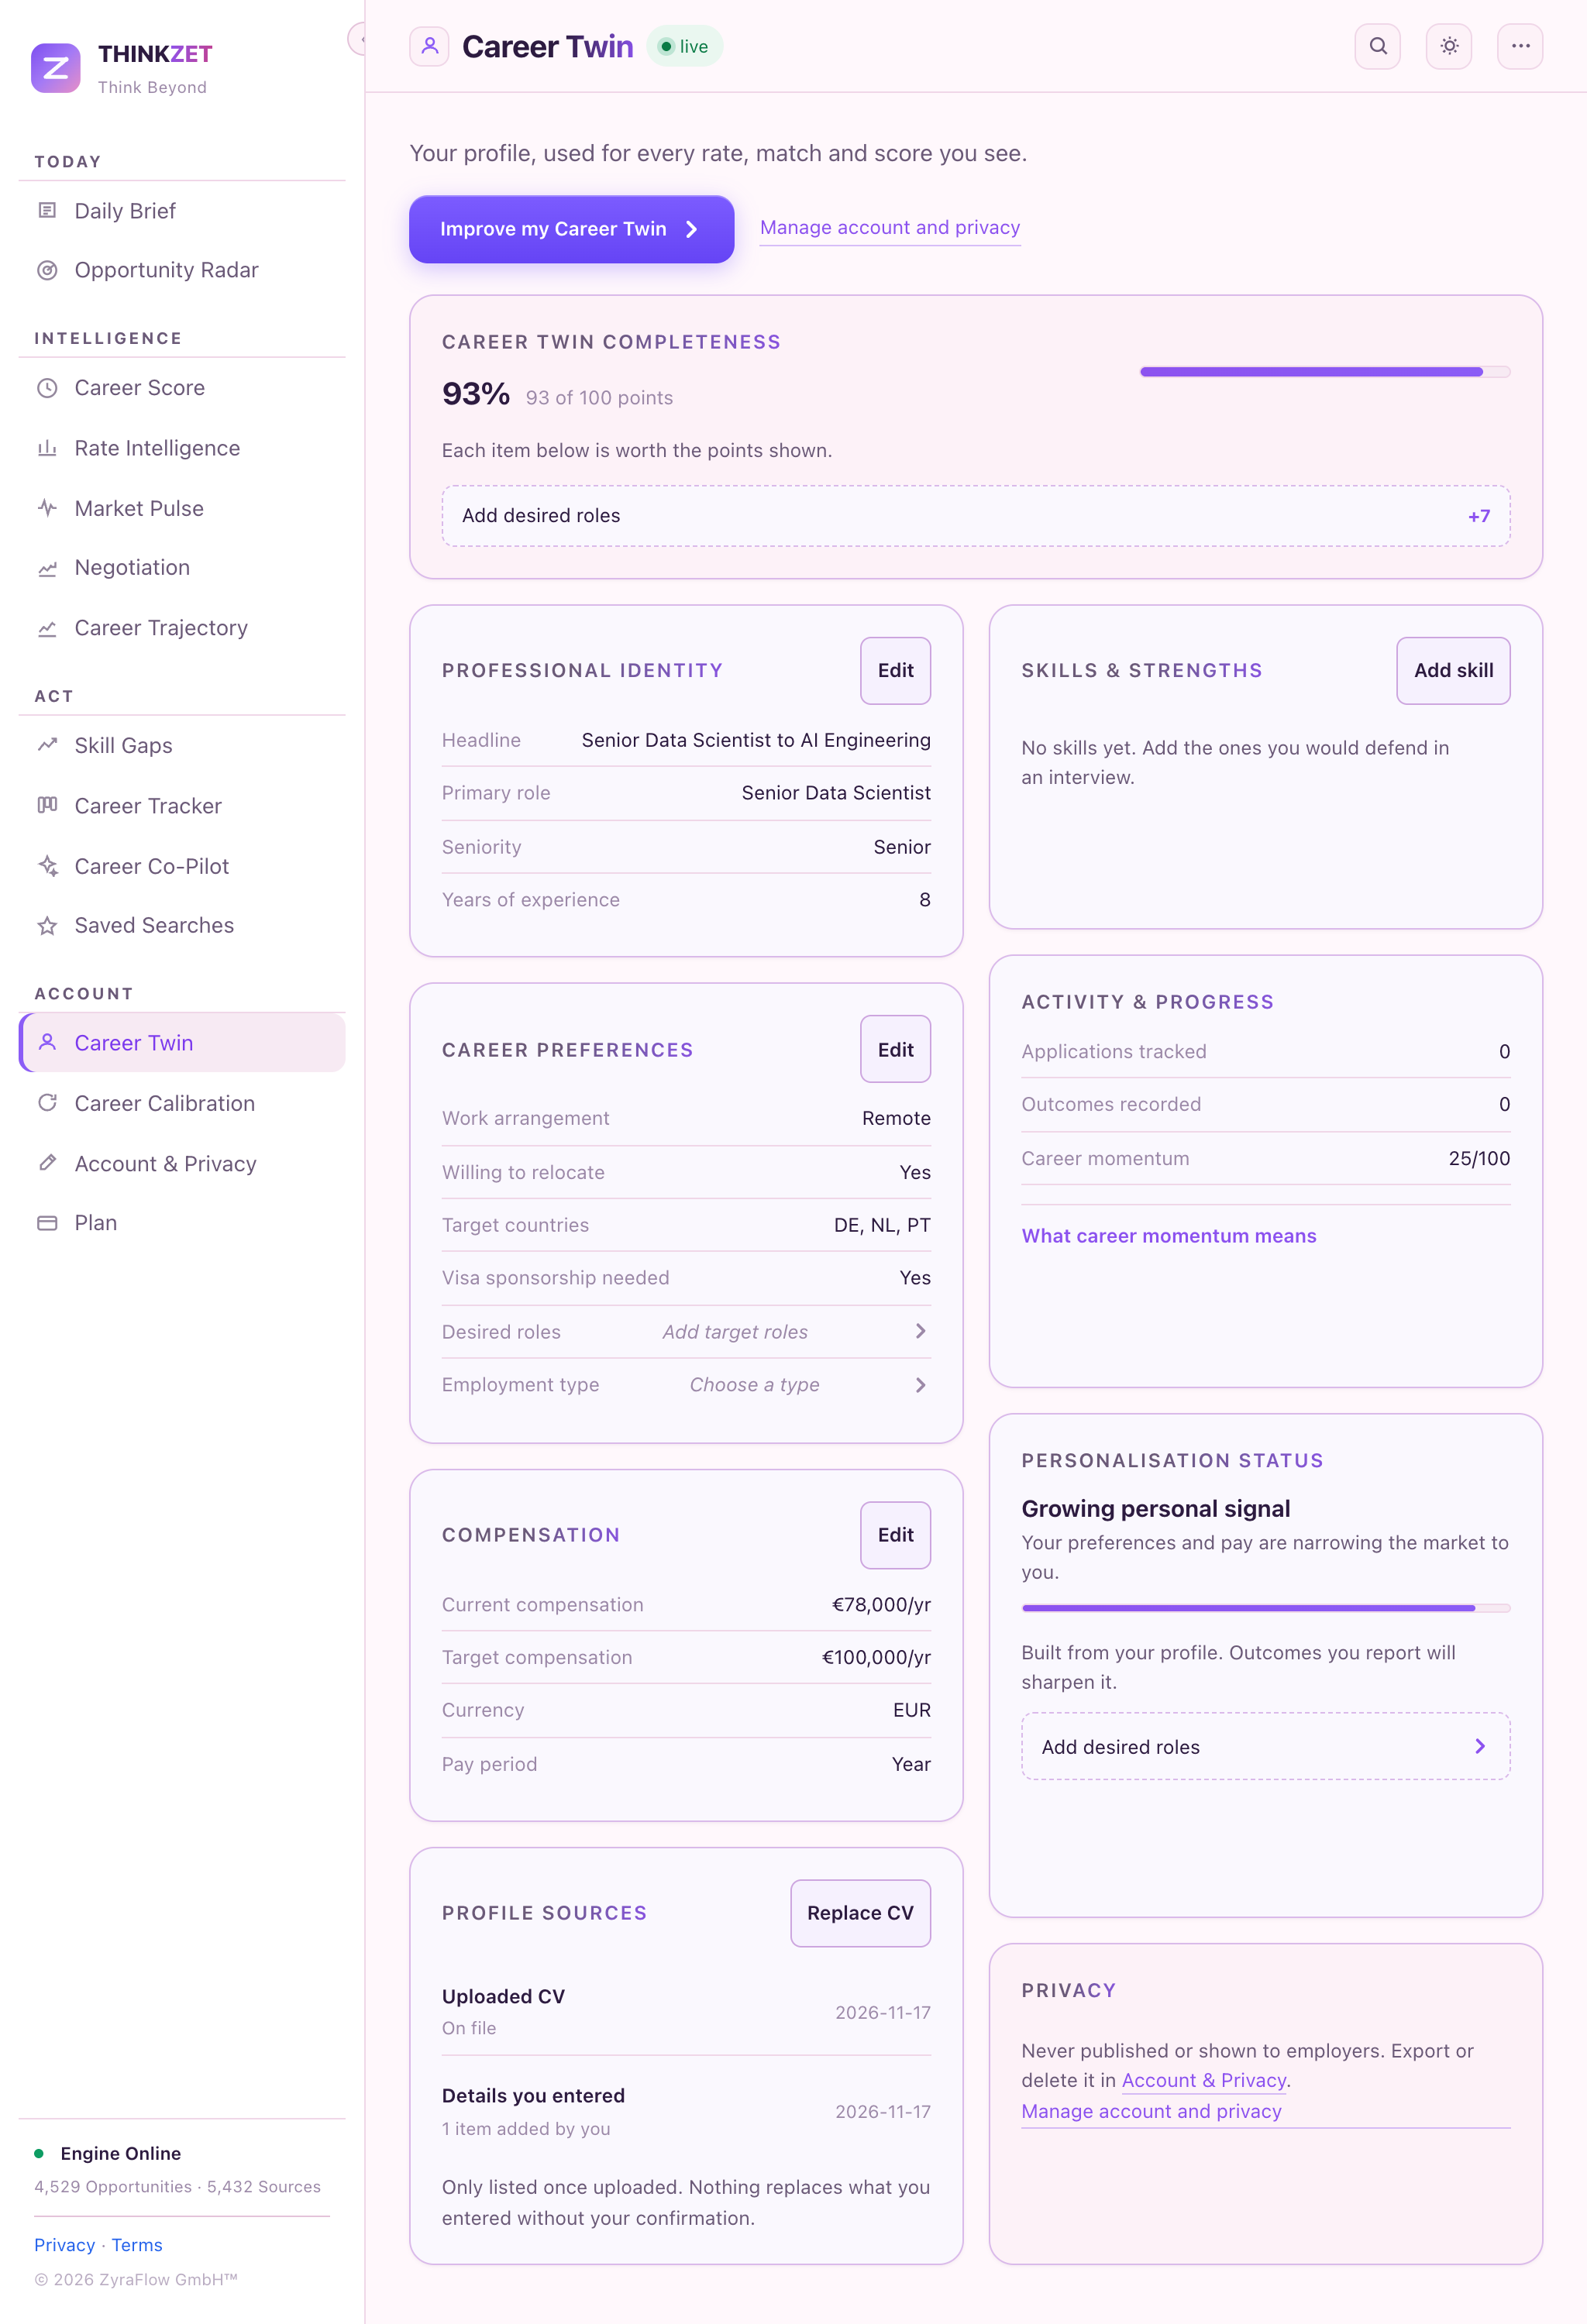 THINKZET
Think Beyond
TODAY
Daily Brief
Opportunity Radar
INTELLIGENCE
Career Score
Rate Intelligence
Market Pulse
Negotiation
Career Trajectory
ACT
Skill Gaps
Career Tracker
Career Co-Pilot
Saved Searches
ACCOUNT
Career Twin
Career Calibration
Account & Privacy
Plan
Engine Online
4,529 Opportunities · 5,432 Sources
Privacy · Terms
© 2026 ZyraFlow GmbH™
Career Twin
live
Your profile, used for every rate, match and score you see.
Improve my Career Twin
Manage account and privacy
CAREER TWIN COMPLETENESS
93% 93 of 100 points
Each item below is worth the points shown.
Add desired roles +7
PROFESSIONAL IDENTITY Edit
Headline Senior Data Scientist to AI Engineering
Primary role Senior Data Scientist
Seniority Senior
Years of experience 8
CAREER PREFERENCES Edit
Work arrangement Remote
Willing to relocate Yes
Target countries DE, NL, PT
Visa sponsorship needed Yes
Desired roles Add target roles
Employment type Choose a type
COMPENSATION Edit
Current compensation €78,000/yr
Target compensation €100,000/yr
Currency EUR
Pay period Year
PROFILE SOURCES Replace CV
Uploaded CV
On file
2026-11-17
Details you entered
1 item added by you
2026-11-17
Only listed once uploaded. Nothing replaces what you
entered without your confirmation.
SKILLS & STRENGTHS Add skill
No skills yet. Add the ones you would defend in
an interview.
ACTIVITY & PROGRESS
Applications tracked 0
Outcomes recorded 0
Career momentum 25/100
What career momentum means
PERSONALISATION STATUS
Growing personal signal
Your preferences and pay are narrowing the market to
you.
Built from your profile. Outcomes you report will
sharpen it.
Add desired roles
PRIVACY
Never published or shown to employers. Export or
delete it in Account & Privacy.
Manage account and privacy